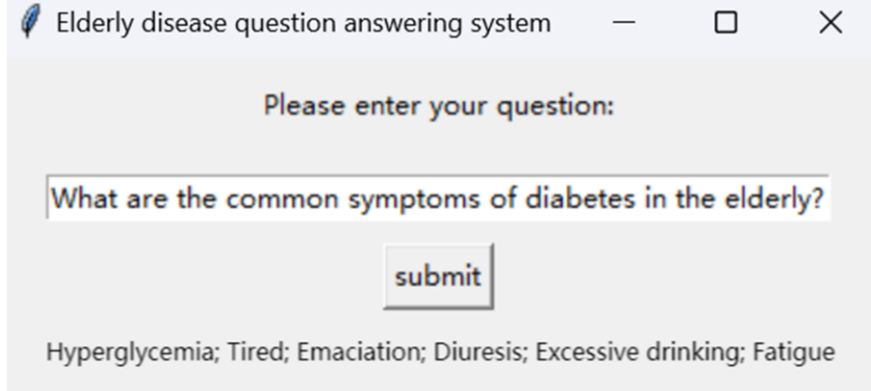 Elderly disease question answering system
Please enter your question:
What are the common symptoms of diabetes in the elderly?
submit
Hyperglycemia; Tired; Emaciation; Diuresis; Excessive drinking; Fatigue